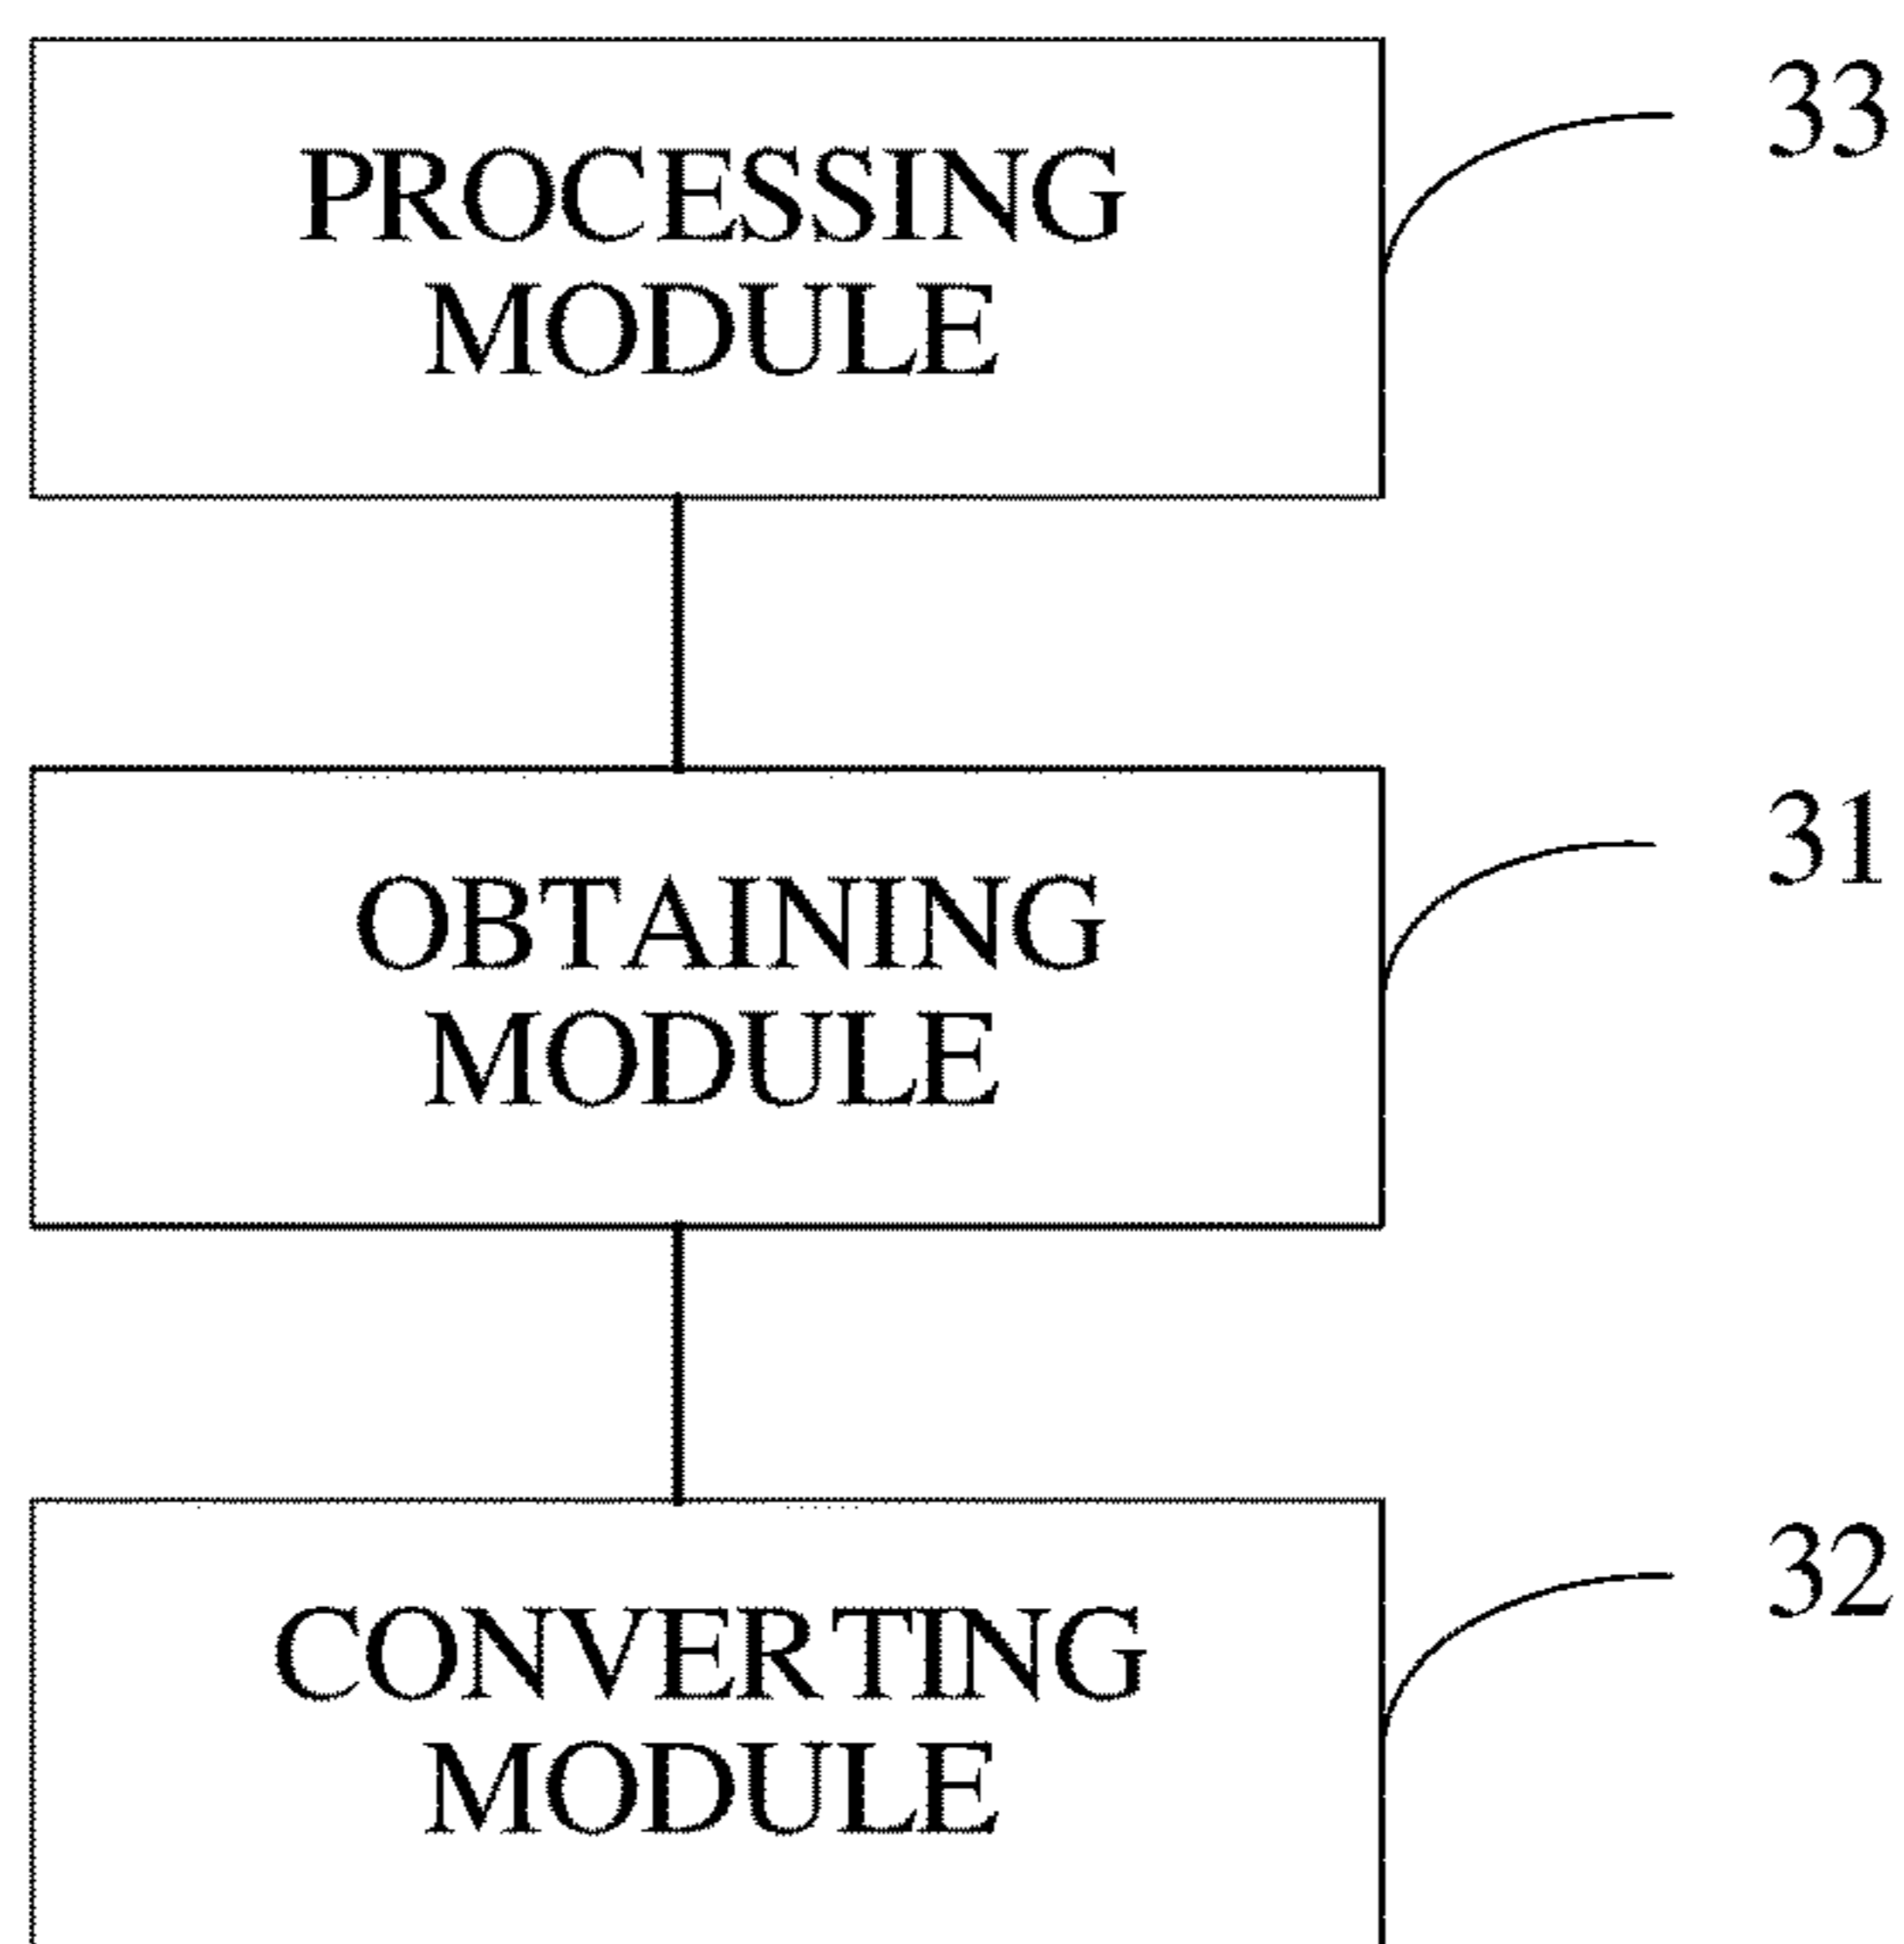 PROCESSING
MODULE
33
OBTAINING
MODULE
31
CONVERTING
MODULE
32